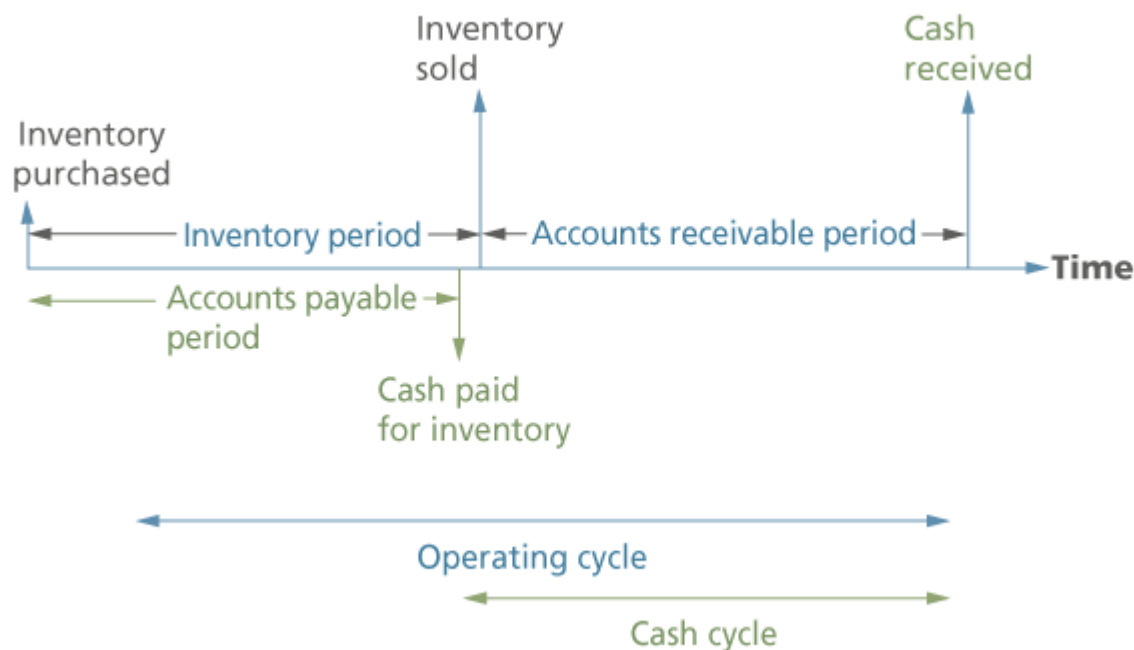 Inventory
sold
Cash
received
Inventory
purchased
Inventory period
Accounts receivable period
Time
Accounts payable
period
Cash paid
for inventory
Operating cycle
Cash cycle